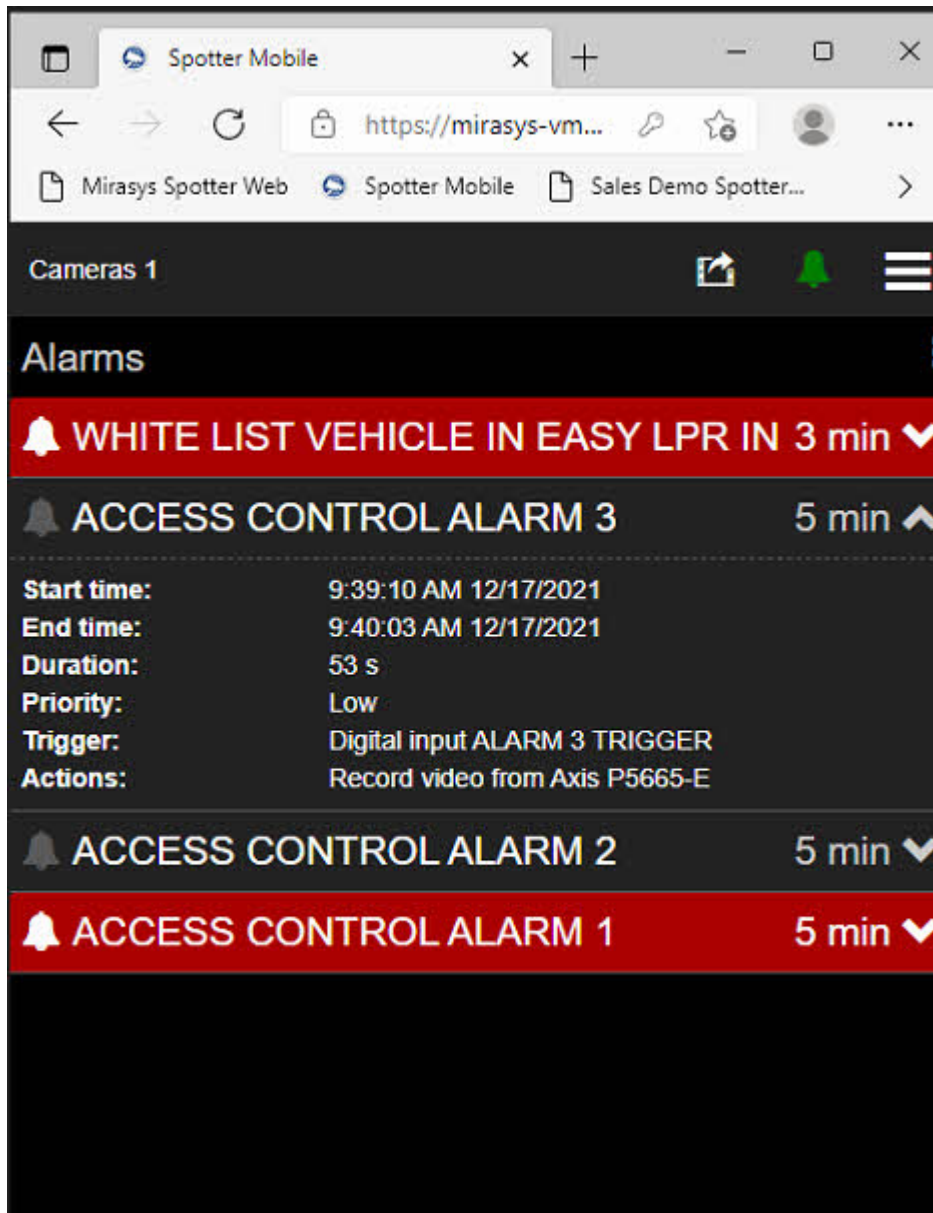 Spotter Mobile
https://mirasys-vm...
Mirasys Spotter Web Spotter Mobile Sales Demo Spotter...
Cameras 1
Alarms
WHITE LIST VEHICLE IN EASY LPR IN 3 min
ACCESS CONTROL ALARM 3 5 min
Start time: 9:39:10 AM 12/17/2021
End time: 9:40:03 AM 12/17/2021
Duration: 53 s
Priority: Low
Trigger: Digital input ALARM 3 TRIGGER
Actions: Record video from Axis P5665-E
ACCESS CONTROL ALARM 2 5 min
ACCESS CONTROL ALARM 1 5 min